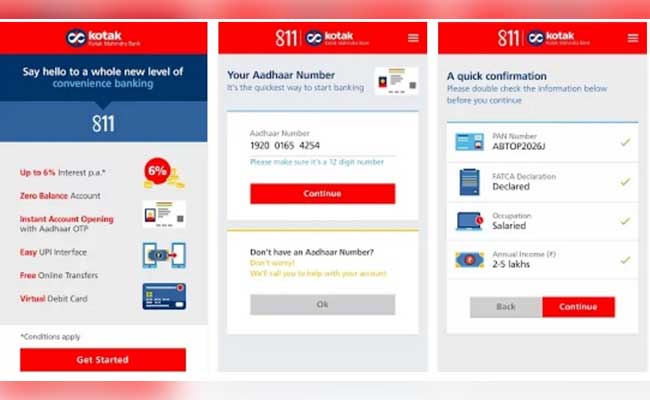 kotak
Kotak Mahindra Bank
Say hello to a whole new level of
convenience banking
811
Up to 6% Interest p.a.*
6%
Zero Balance Account
Instant Account Opening
with Aadhaar OTP
Easy UPI Interface
Free Online Transfers
Virtual Debit Card
*Conditions apply
Get Started
811 kotak
Kotak Mahindra Bank
Your Aadhaar Number
It's the quickest way to start banking
Aadhaar Number
1920 0165 4254
Please make sure it's a 12 digit number
Continue
Don't have an Aadhaar Number?
Don't worry!
We'll call you to help with your account
Ok
811 kotak
Kotak Mahindra Bank
A quick confirmation
Please double check the information below
before you continue
PAN Number
ABTOP2026J
FATCA Declaration
Declared
Occupation
Salaried
Annual Income (₹)
2-5 lakhs
Back
Continue